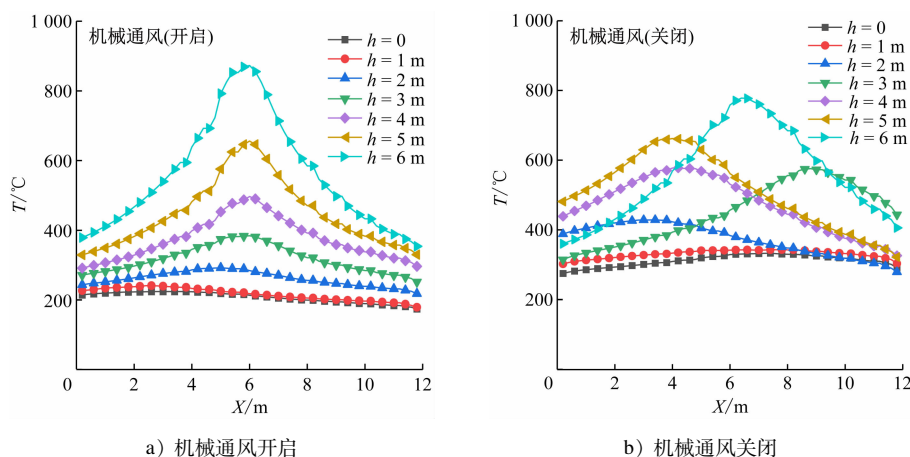 机械通风(开启)
h = 0
h = 1 m
h = 2 m
h = 3 m
h = 4 m
h = 5 m
h = 6 m
1 000
800
600
400
200
0
2
4
6
8
10
12
T/℃
X/m
a）机械通风开启
机械通风(关闭)
h = 0
h = 1 m
h = 2 m
h = 3 m
h = 4 m
h = 5 m
h = 6 m
1 000
800
600
400
200
0
2
4
6
8
10
12
T/℃
X/m
b）机械通风关闭